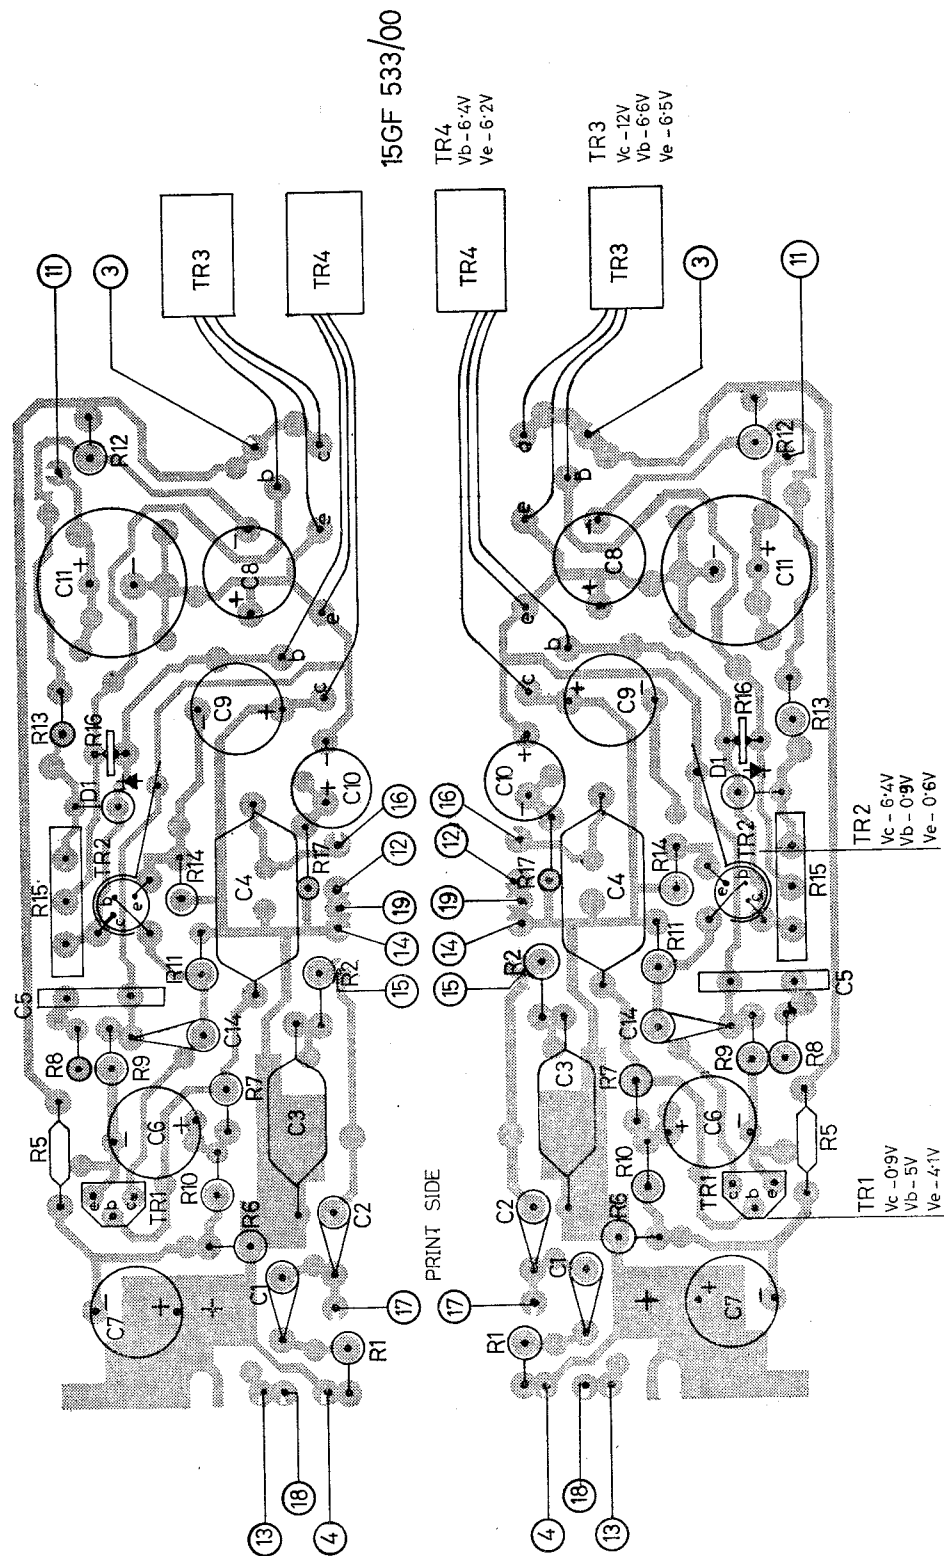 15GF 533/00
TR4
Vb-6·4V
Ve-6·2V
TR3
Vc-12V
Vb-6·6V
Ve-6·5V
TR2
Vc-6·4V
Vb-0·9V
Ve-0·6V
TR1
Vc-0·9V
Vb-5V
Ve-4·1V
PRINT SIDE
11
3
TR3
TR4
R12
C11
+
-
C8
+
-
b
c
e
e
b
c
C9
-
+
R13
R16
D1
TR2
b
c
e
R15
C10
+
-
C4
R14
R17
16
12
19
14
15
R11
R2
C5
C14
R8
R9
R7
C3
C6
-
+
R5
TR1
e
b
c
R10
R6
C2
C7
-
+
+
C1
17
R1
13
18
4
TR4
TR3
3
11
R12
c
b
e
C8
-
+
C11
-
+
e
b
c
C9
+
-
R16
R13
D1
TR2
e
b
c
R15
C10
+
-
16
12
19
14
15
R17
C4
R14
R11
R2
C5
C14
R9
R8
C3
R7
C6
+
-
R5
R10
TR1
c
b
e
R6
C2
17
C1
C7
+
-
+
R1
4
18
13